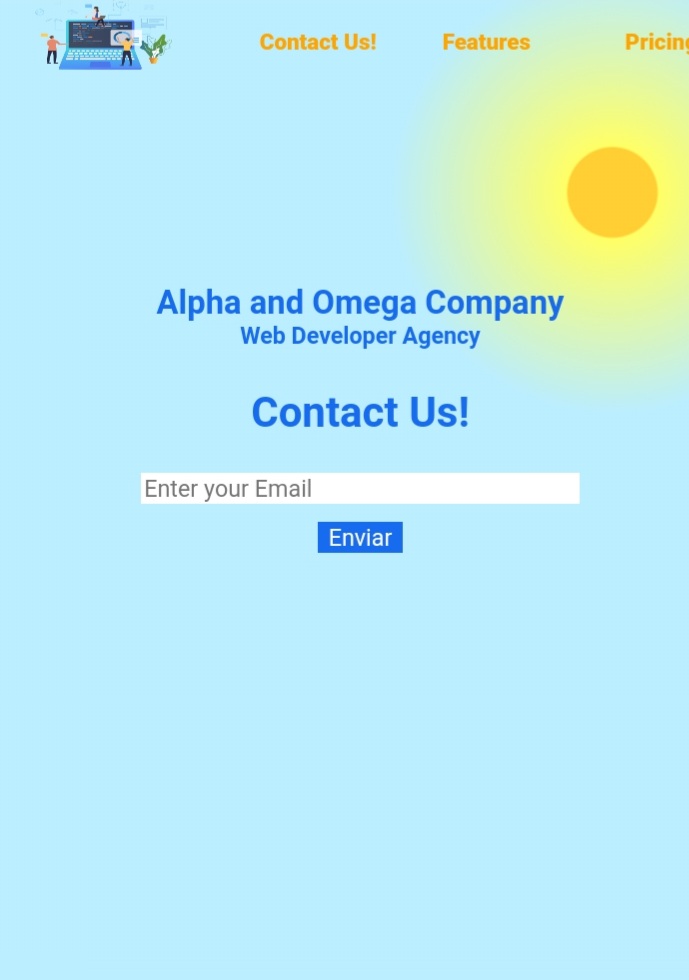 Contact Us! Features Pricing
Alpha and Omega Company
Web Developer Agency
Contact Us!
Enter your Email
Enviar